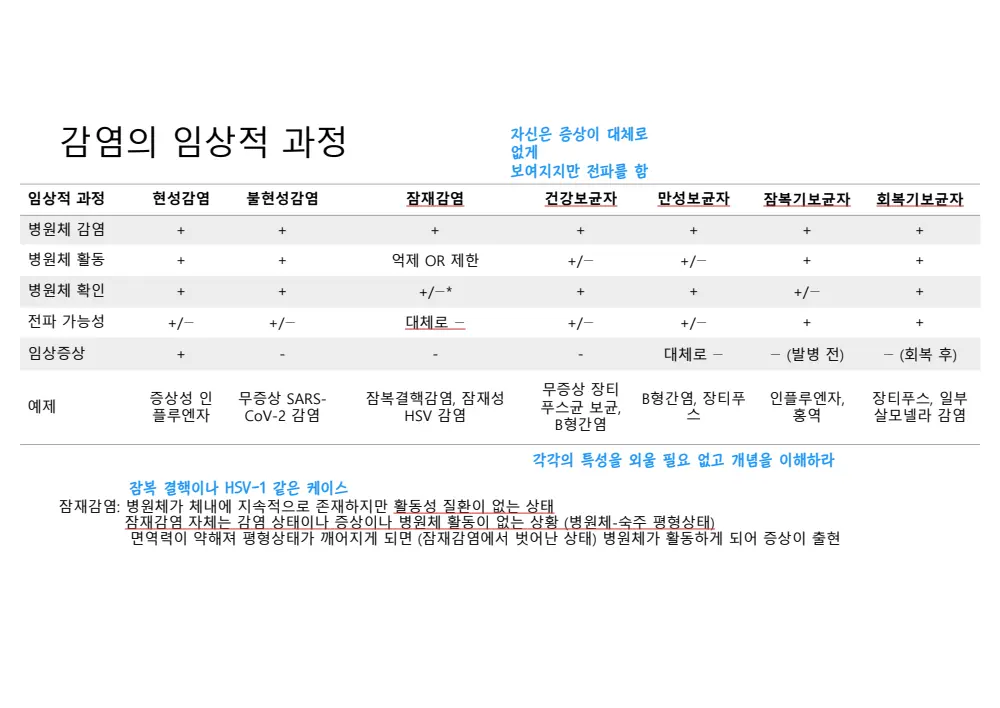 감염의 임상적 과정
자신은 증상이 대체로
없게
보여지지만 전파를 함
임상적 과정 현성감염 불현성감염 잠재감염 건강보균자 만성보균자 잠복기보균자 회복기보균자
병원체 감염 + + + + + + +
병원체 활동 + + 억제 OR 제한 +/− +/− + +
병원체 확인 + + +/−* + + +/− +
전파 가능성 +/− +/− 대체로 − +/− +/− + +
임상증상 + - - - 대체로 − − (발병 전) − (회복 후)
예제 증상성 인플루엔자 무증상 SARS-CoV-2 감염 잠복결핵감염, 잠재성 HSV 감염 무증상 장티푸스균 보균, B형간염 B형간염, 장티푸스 인플루엔자, 홍역 장티푸스, 일부 살모넬라 감염
각각의 특성을 외울 필요 없고 개념을 이해하라
잠복 결핵이나 HSV-1 같은 케이스
잠재감염: 병원체가 체내에 지속적으로 존재하지만 활동성 질환이 없는 상태
잠재감염 자체는 감염 상태이나 증상이나 병원체 활동이 없는 상황 (병원체-숙주 평형상태)
면역력이 약해져 평형상태가 깨어지게 되면 (잠재감염에서 벗어난 상태) 병원체가 활동하게 되어 증상이 출현